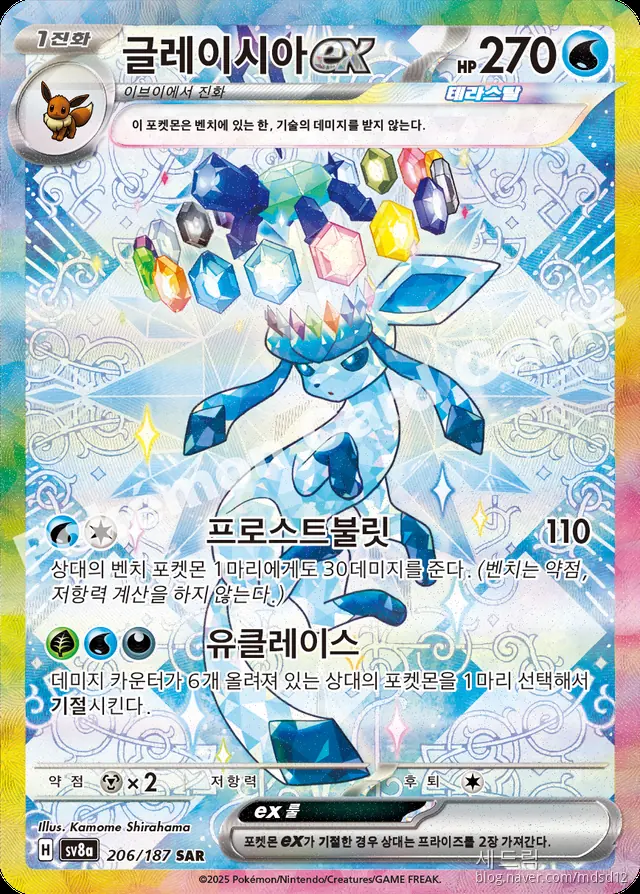 1진화
글레이시아ex
HP270
이브이에서 진화
테라스탈
이 포켓몬은 벤치에 있는 한, 기술의 데미지를 받지 않는다.
프로스트불릿 110
상대의 벤치 포켓몬 1마리에게도 30데미지를 준다. (벤치는 약점,
저항력 계산을 하지 않는다.)
유클레이스
데미지 카운터가 6개 올려져 있는 상대의 포켓몬을 1마리 선택해서
기절시킨다.
약점 ×2 저항력 후퇴
ex룰
포켓몬 ex가 기절한 경우 상대는 프라이즈를 2장 가져간다.
Illus. Kamome Shirahama
H sv8a 206/187 SAR
세드림
blog.naver.com/mdsd12
©2025 Pokémon/Nintendo/Creatures/GAME FREAK.